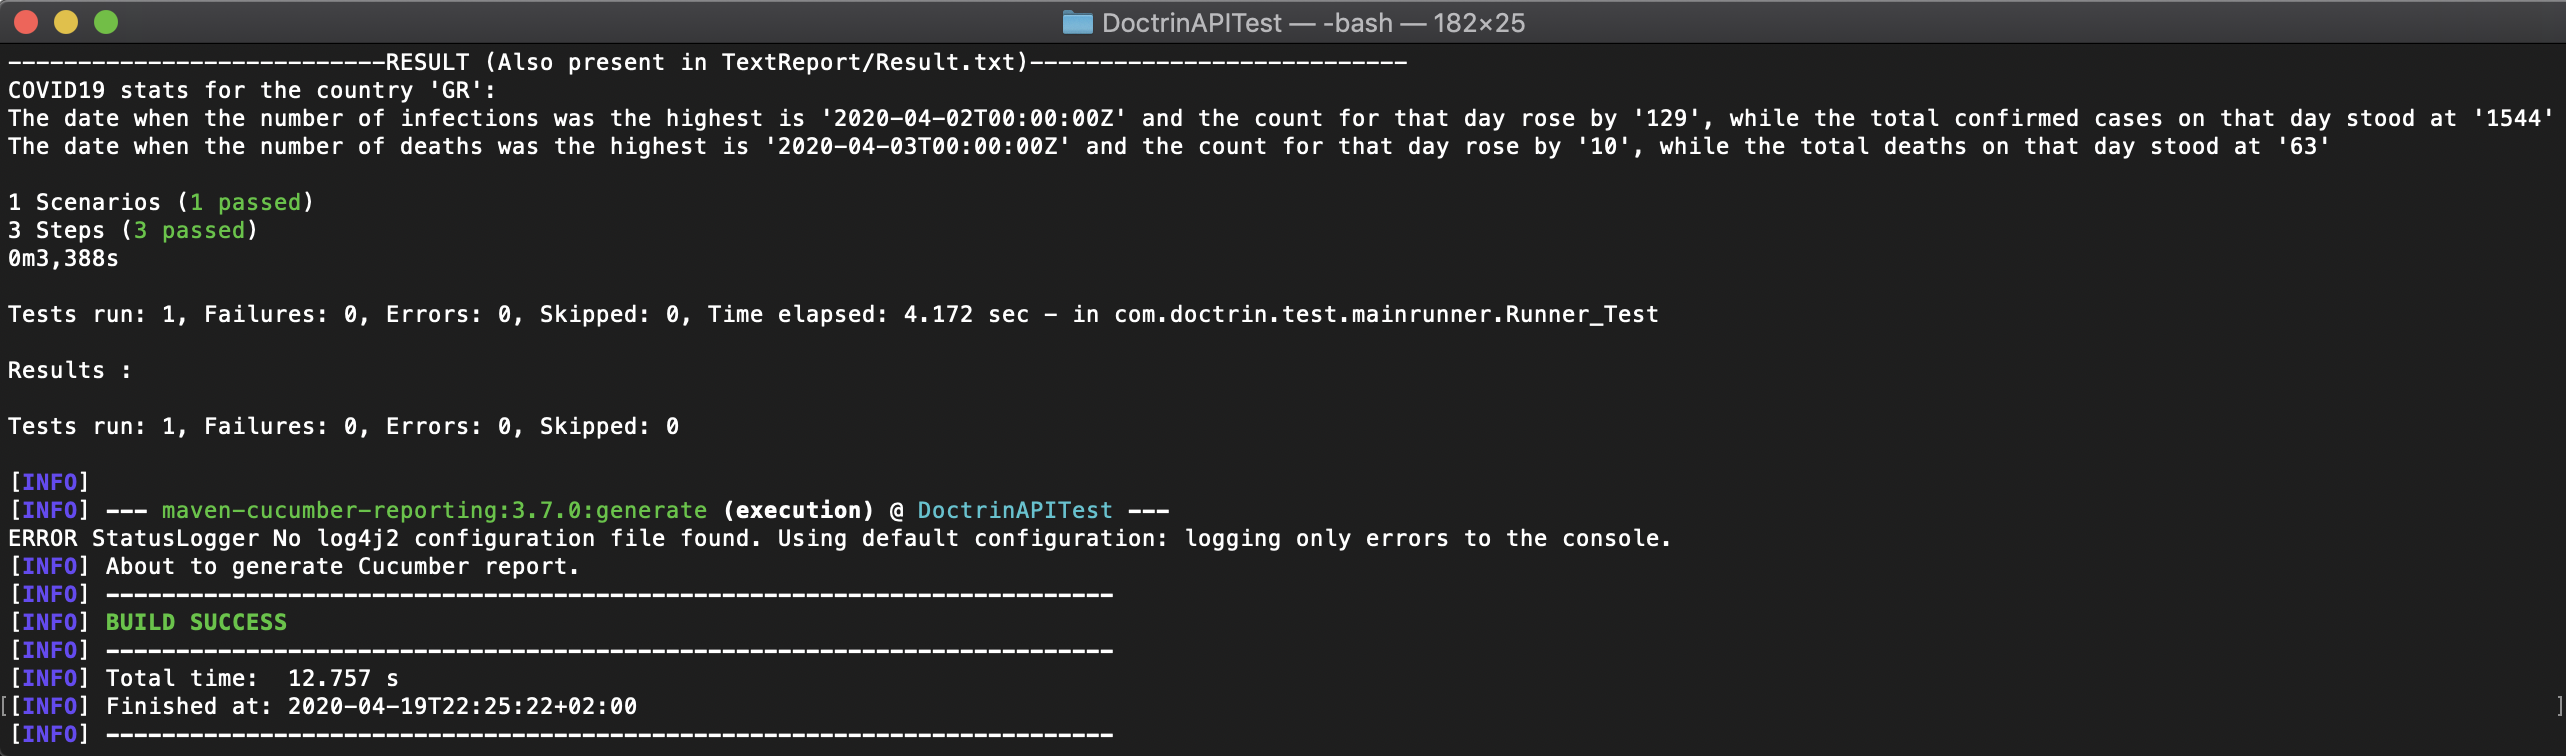 DoctrinAPITest — -bash — 182×25
---------------------------RESULT (Also present in TextReport/Result.txt)---------------------------
COVID19 stats for the country 'GR':
The date when the number of infections was the highest is '2020-04-02T00:00:00Z' and the count for that day rose by '129', while the total confirmed cases on that day stood at '1544'
The date when the number of deaths was the highest is '2020-04-03T00:00:00Z' and the count for that day rose by '10', while the total deaths on that day stood at '63'
1 Scenarios (1 passed)
3 Steps (3 passed)
0m3,388s
Tests run: 1, Failures: 0, Errors: 0, Skipped: 0, Time elapsed: 4.172 sec - in com.doctrin.test.mainrunner.Runner_Test
Results :
Tests run: 1, Failures: 0, Errors: 0, Skipped: 0
[INFO]
[INFO] --- maven-cucumber-reporting:3.7.0:generate (execution) @ DoctrinAPITest ---
ERROR StatusLogger No log4j2 configuration file found. Using default configuration: logging only errors to the console.
[INFO] About to generate Cucumber report.
[INFO] ------------------------------------------------------------------------
[INFO] BUILD SUCCESS
[INFO] ------------------------------------------------------------------------
[INFO] Total time:  12.757 s
[[INFO] Finished at: 2020-04-19T22:25:22+02:00 ]
[INFO] ------------------------------------------------------------------------